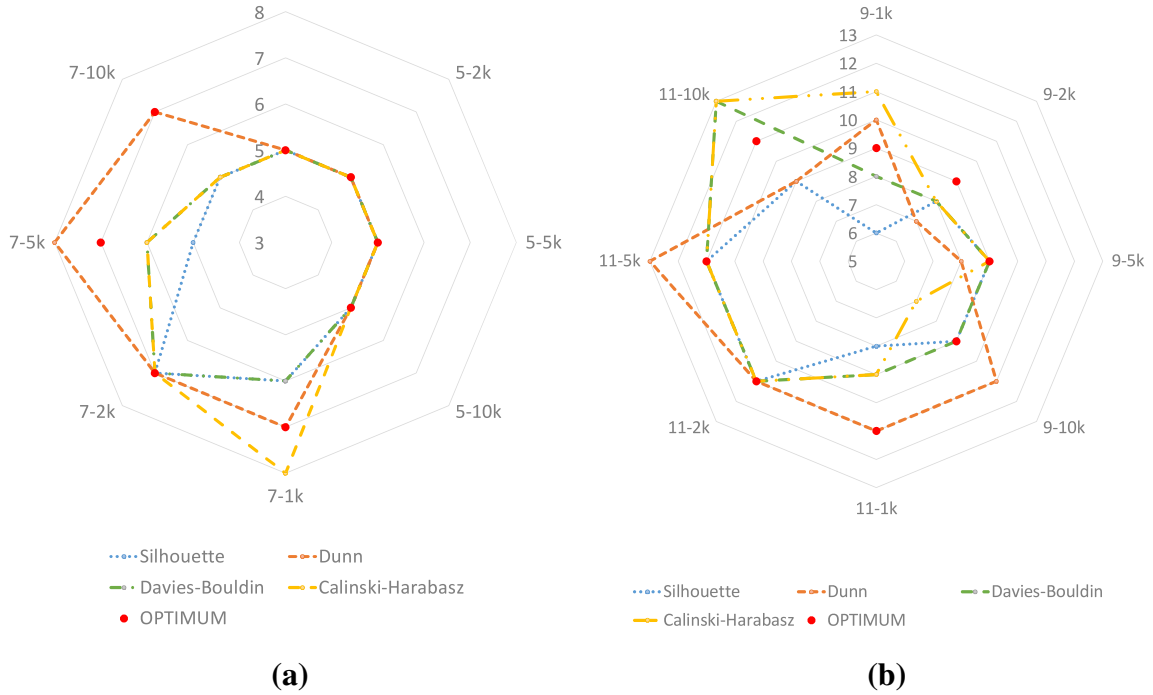 8
7
6
5
4
3
5-2k
5-5k
5-10k
7-1k
7-2k
7-5k
7-10k
Silhouette Dunn
Davies-Bouldin Calinski-Harabasz
OPTIMUM
(a)
9-1k
13
12
11
10
9
8
7
6
5
9-2k
9-5k
9-10k
11-1k
11-2k
11-5k
11-10k
Silhouette Dunn Davies-Bouldin
Calinski-Harabasz OPTIMUM
(b)